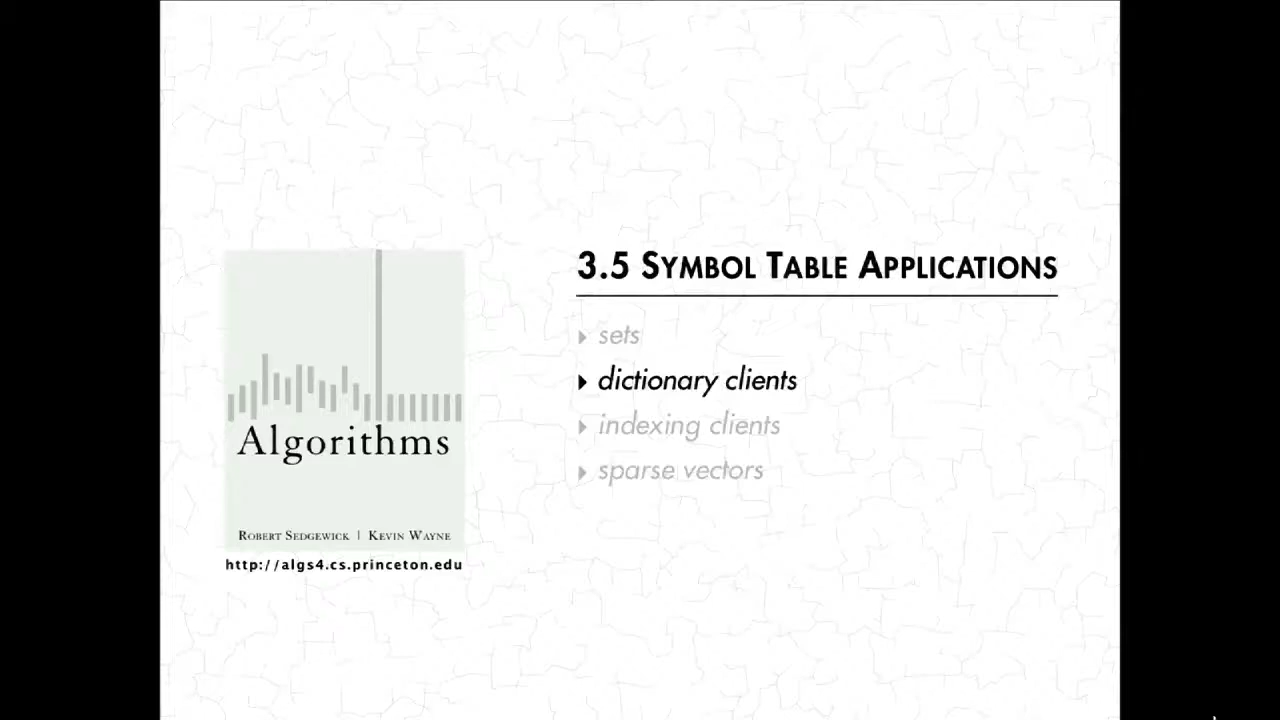 3.5 SYMBOL TABLE APPLICATIONS
sets
dictionary clients
indexing clients
sparse vectors
Algorithms
ROBERT SEDGEWICK | KEVIN WAYNE
http://algs4.cs.princeton.edu